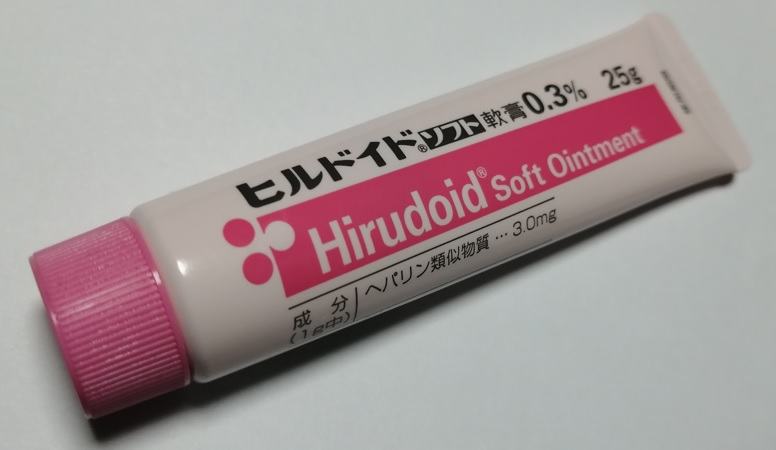 ヒルドイド®ソフト軟膏0.3% 25g
Hirudoid® Soft Ointment
成 分
(1g中)
ヘパリン類似物質 … 3.0mg